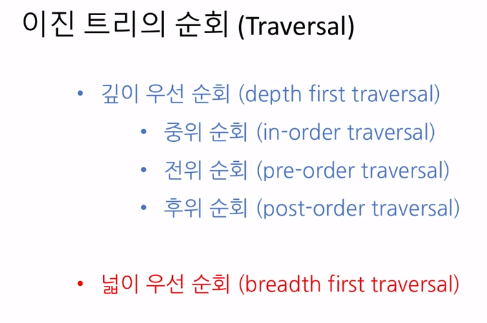 이진 트리의 순회 (Traversal)
• 깊이 우선 순회 (depth first traversal)
• 중위 순회 (in-order traversal)
• 전위 순회 (pre-order traversal)
• 후위 순회 (post-order traversal)
• 넓이 우선 순회 (breadth first traversal)